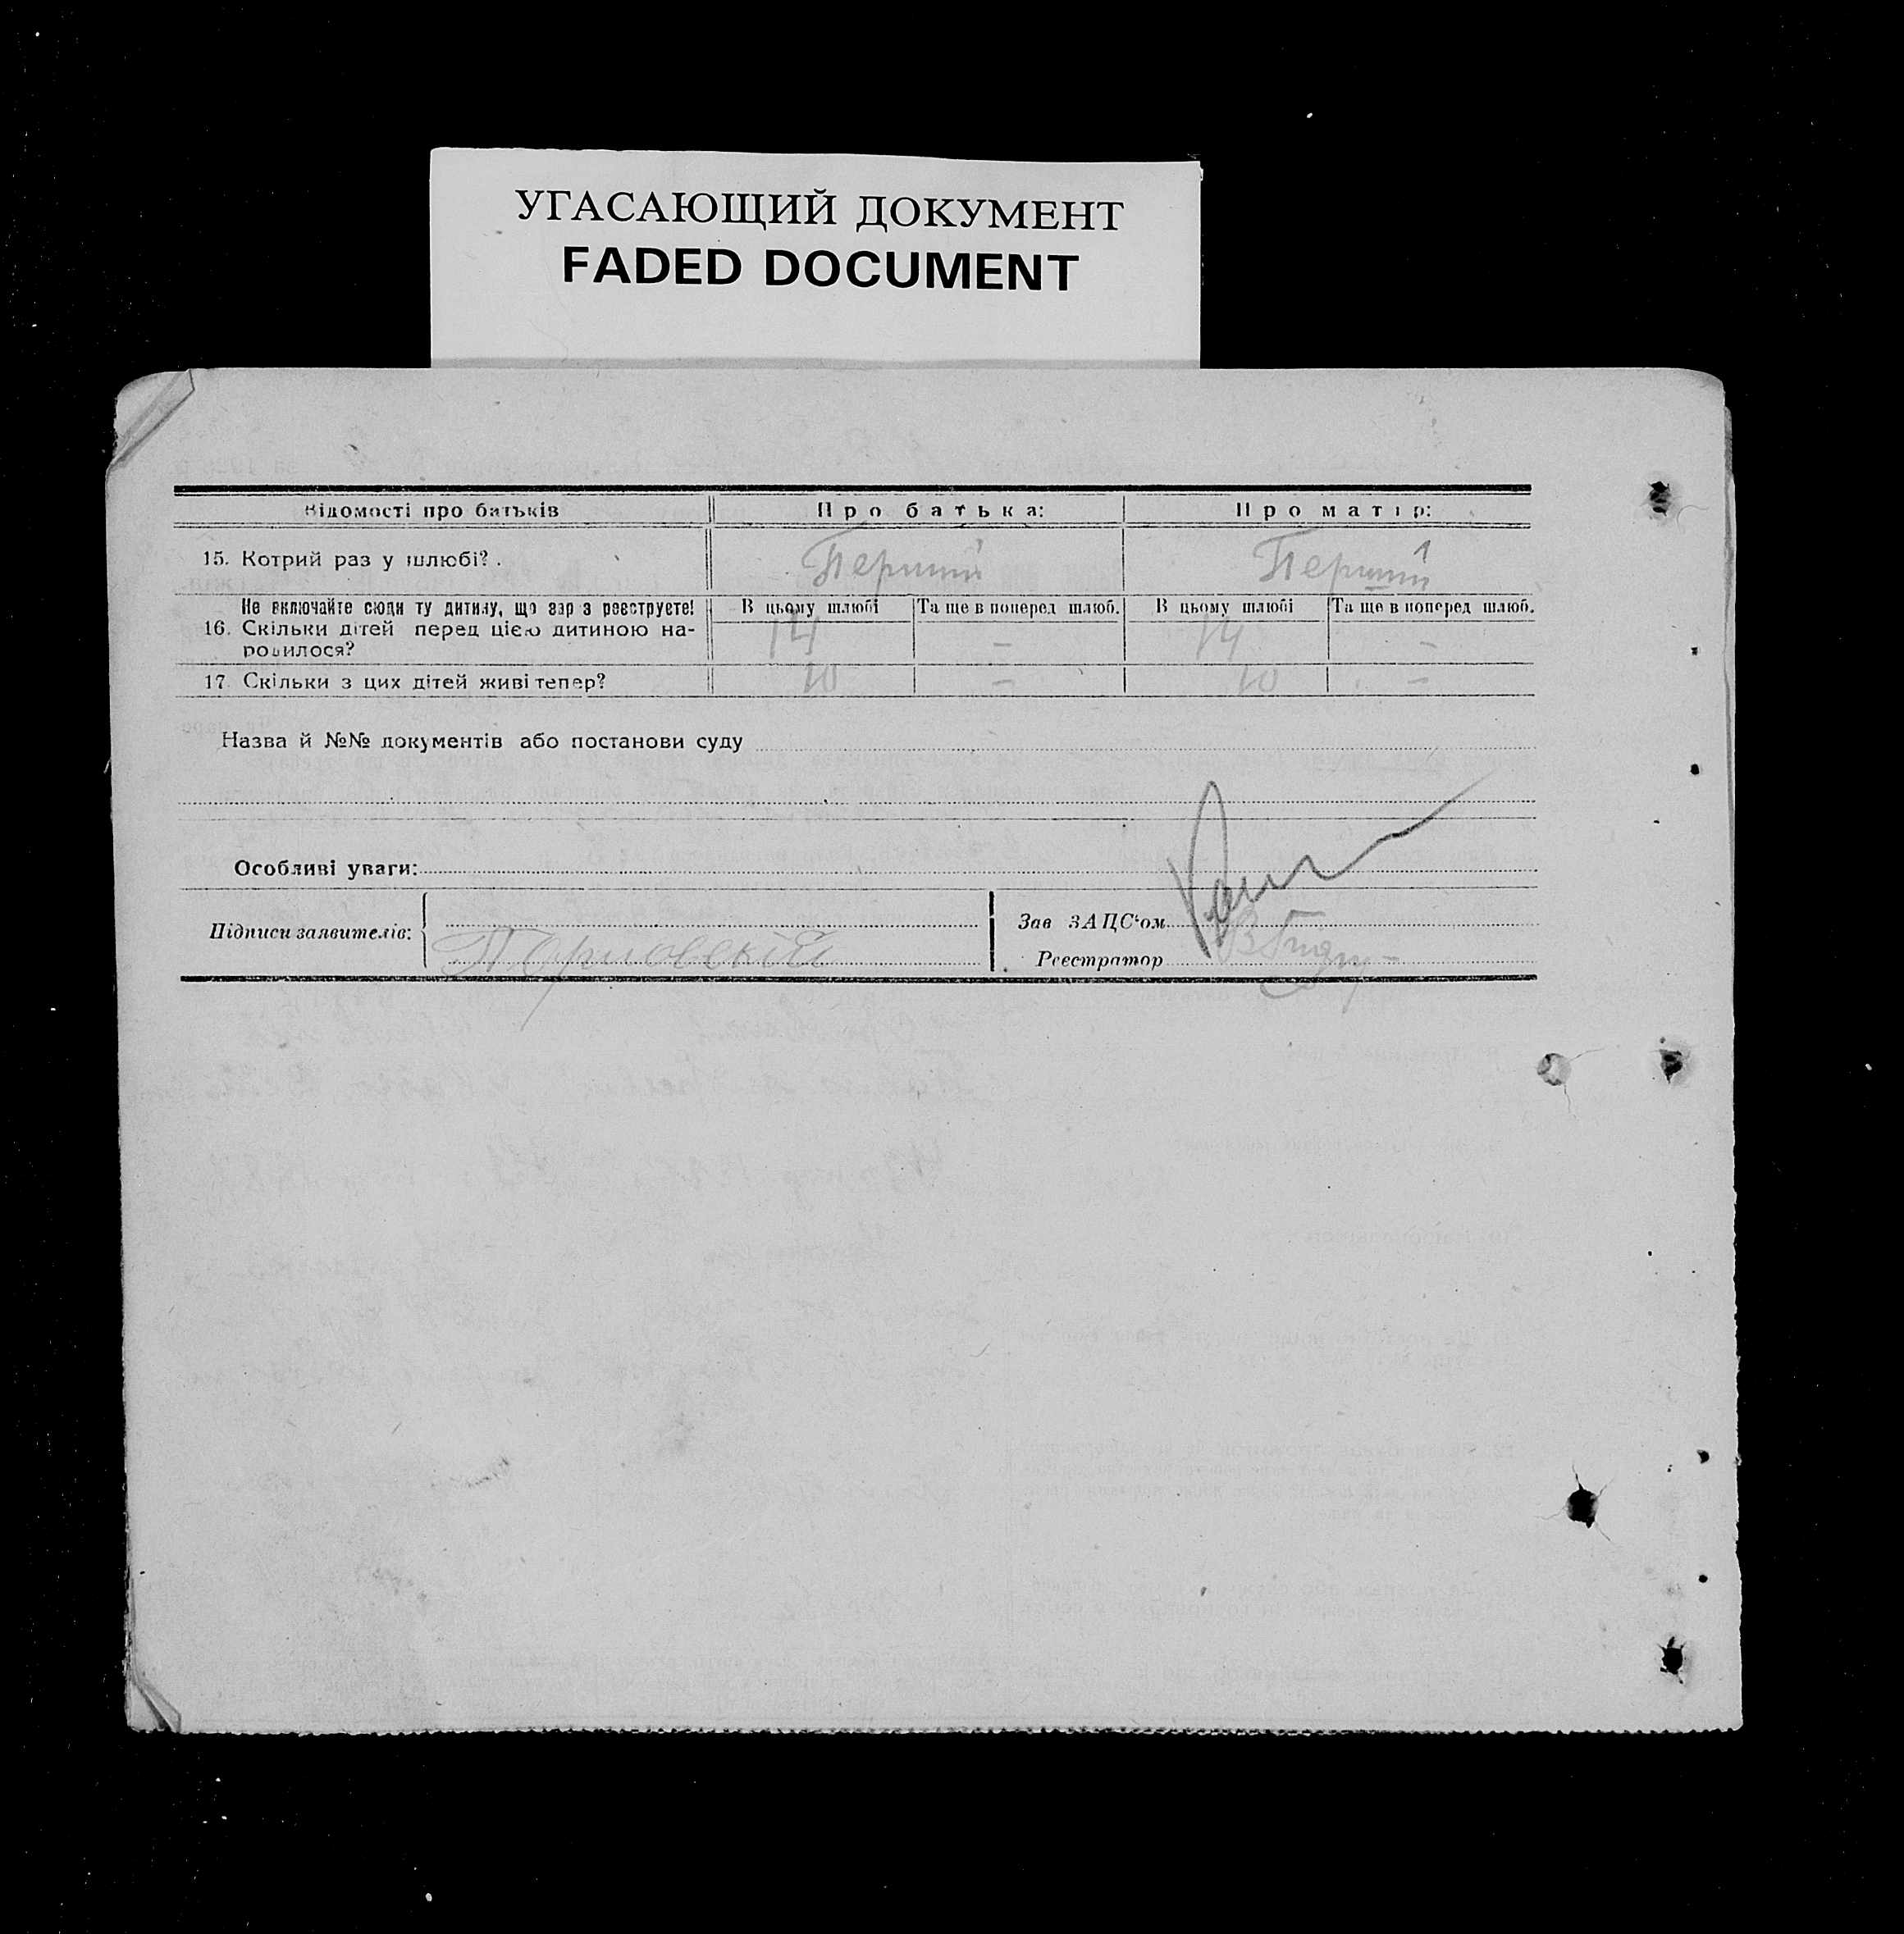 УГАСАЮЩИЙ ДОКУМЕНТ
FADED DOCUMENT
Відомості про батьків Про батька: Про матір:
15. Котрий раз у шлюбі? . Перший Перший
Не включайте сюди ту дитину, що зар з реєструєте! В цьому шлюбі Та ще в поперед шлюб. В цьому шлюбі Та ще в поперед шлюб.
16. Скільки дітей перед цією дитиною на-
родилося? 14 – 14 –
17. Скільки з цих дітей живі тепер? 10 – 10 –
Назва й №№ документів або постанови суду
Особливі уваги:
Підписи заявителів:
Зав ЗАЦС'ом
Реєстратор